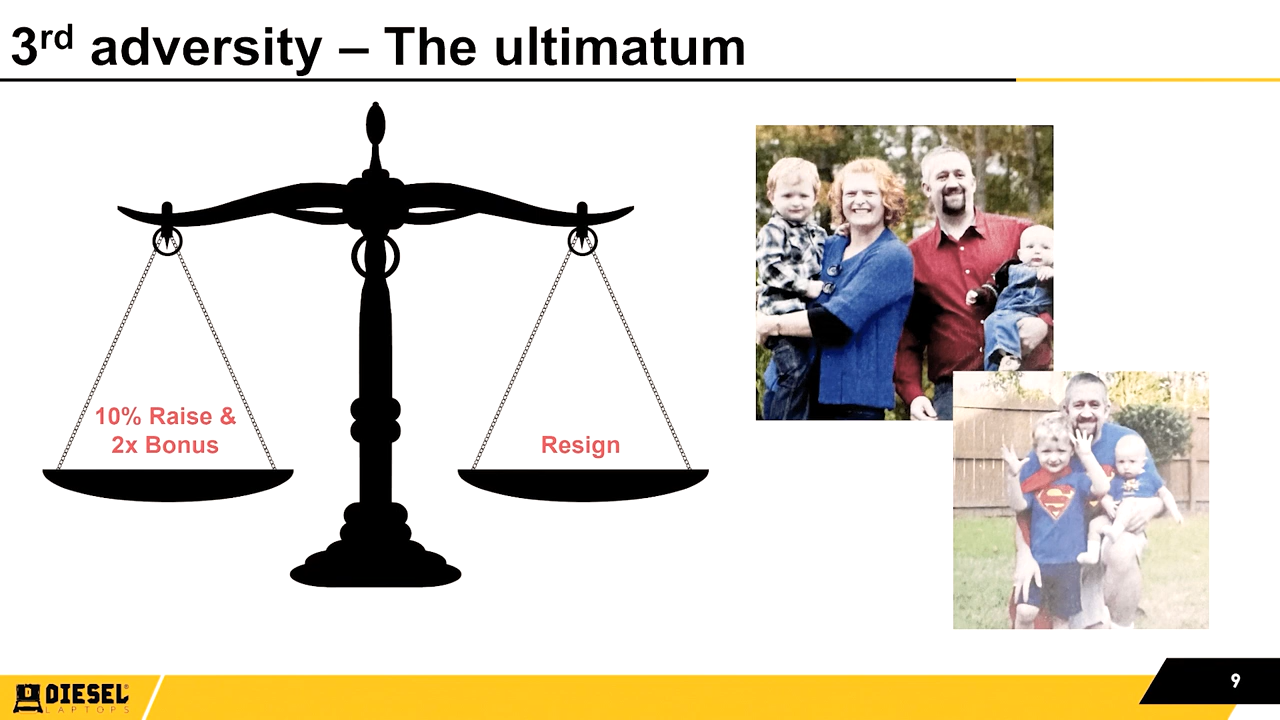 3rd adversity – The ultimatum
10% Raise &
2x Bonus
Resign
DIESEL
LAPTOPS
9